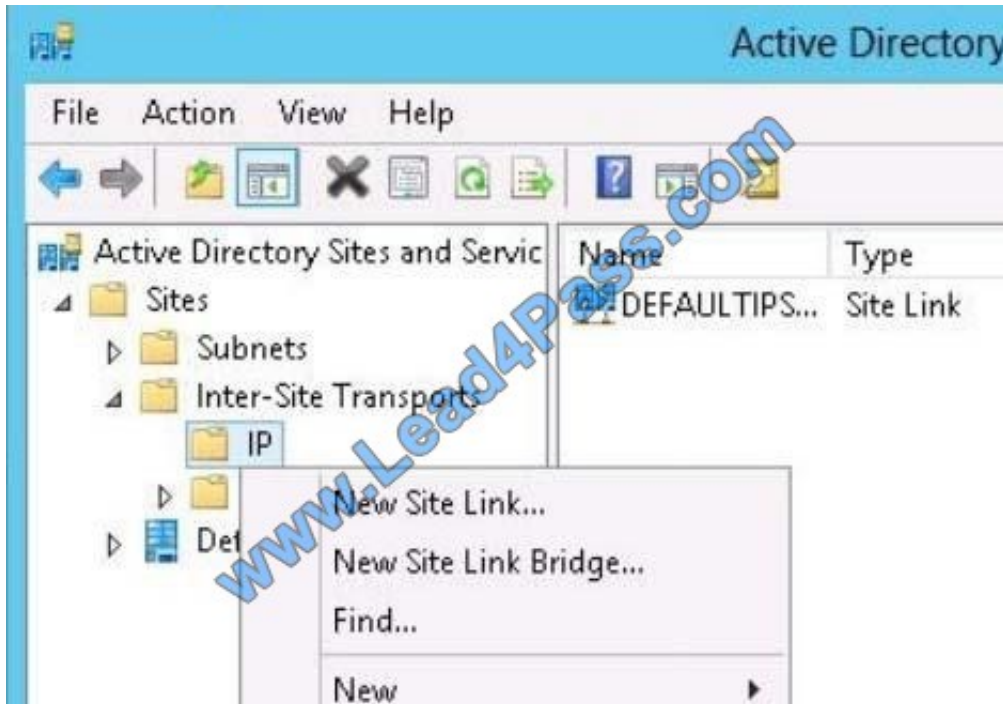 Active Directory
File Action View Help
Active Directory Sites and Servic
Name Type
Sites
DEFAULTIPS... Site Link
Subnets
Inter-Site Transports
IP
Def
New Site Link...
New Site Link Bridge...
Find...
New
www.Lead4Pass.com